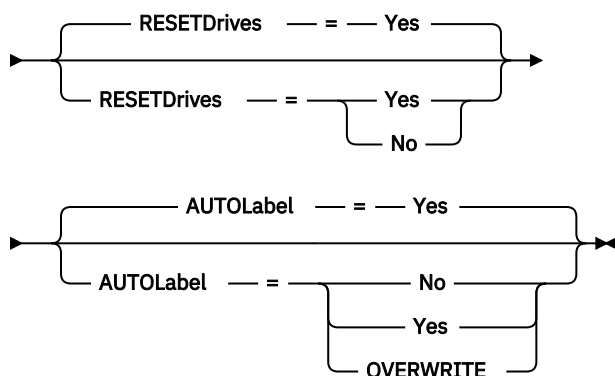 RESETDrives = Yes
RESETDrives = Yes
No
AUTOLabel = Yes
AUTOLabel = No
Yes
OVERWRITE